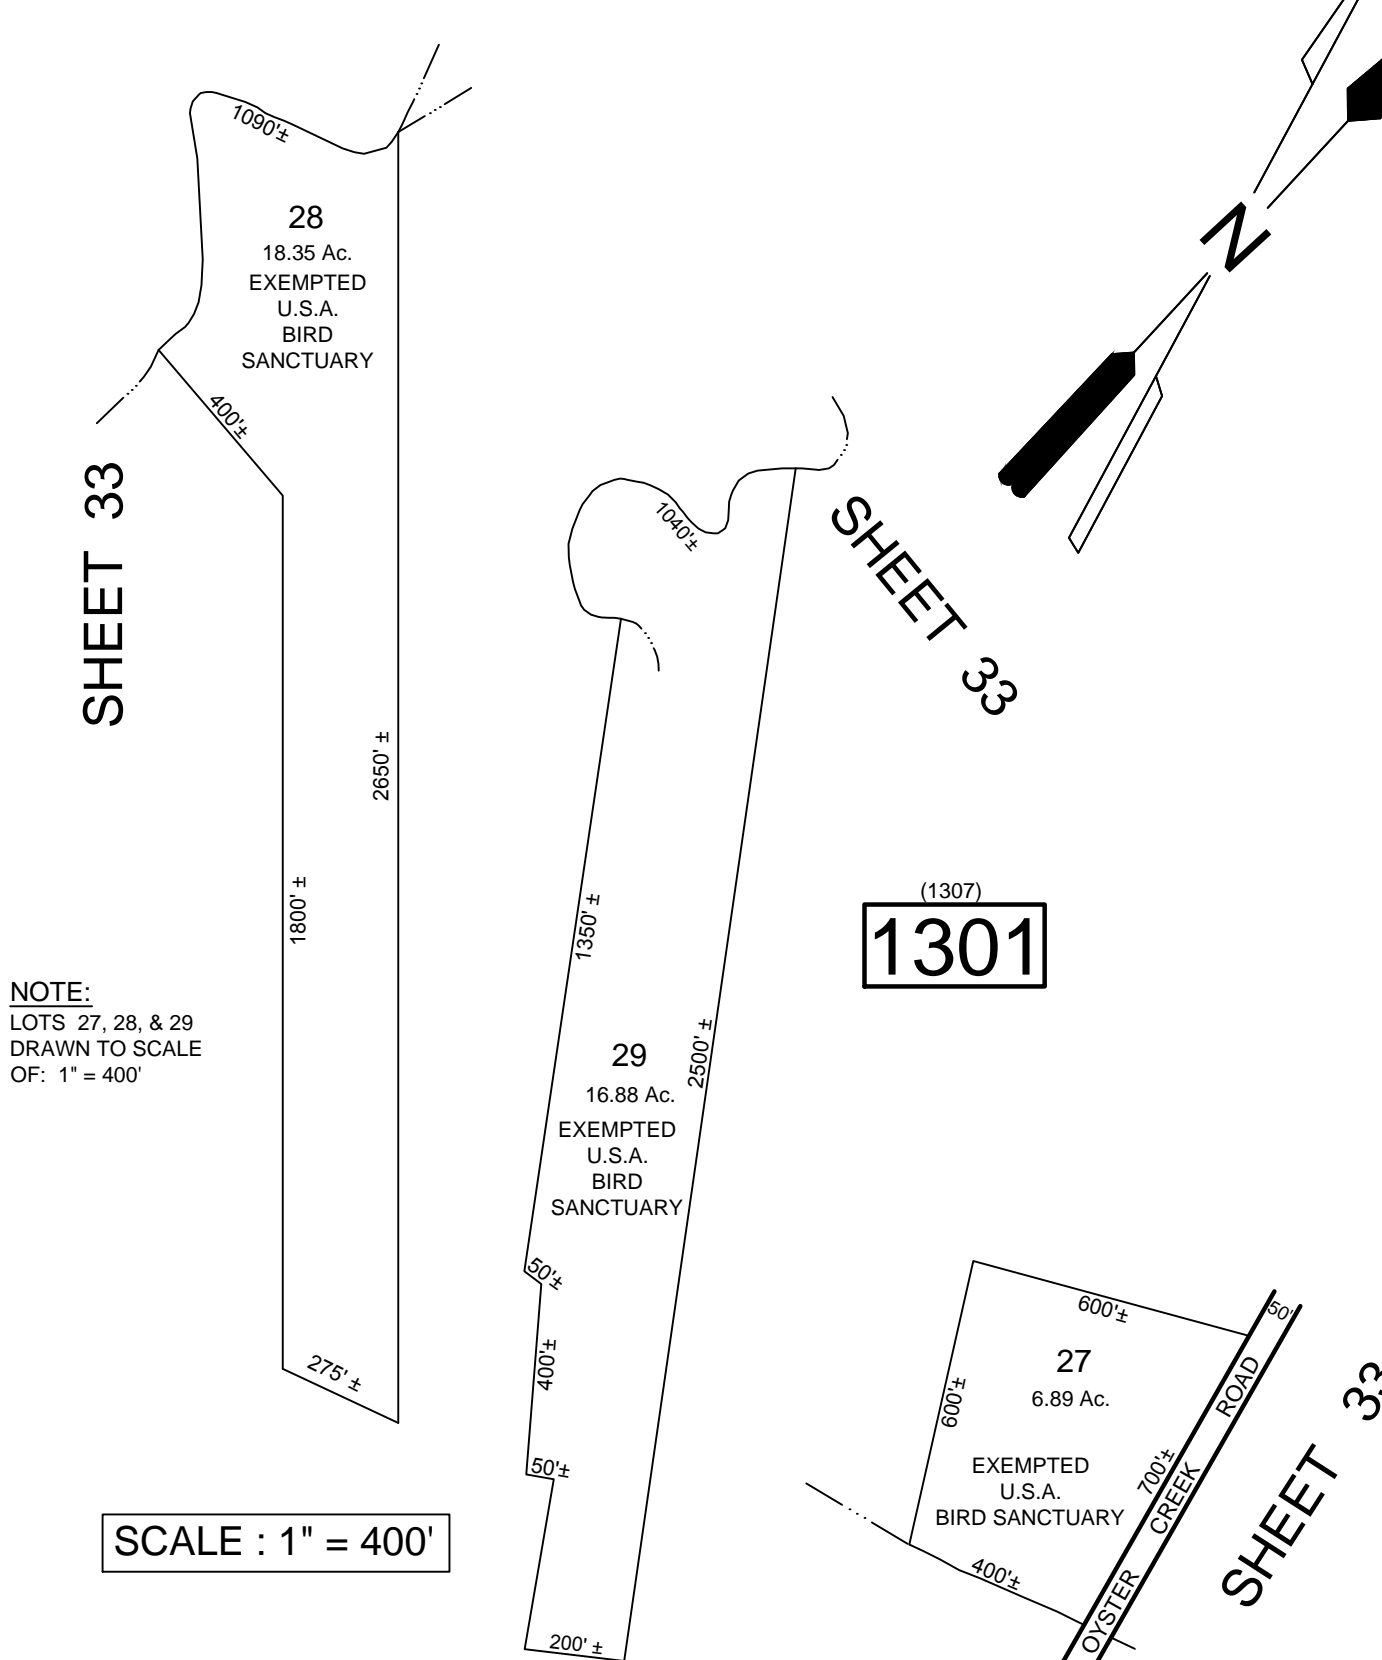 1090'±
28
18.35 Ac.
EXEMPTED
U.S.A.
BIRD
SANCTUARY
400'±
SHEET 33
2650' ±
1800' ±
275' ±
NOTE:
LOTS 27, 28, & 29
DRAWN TO SCALE
OF: 1" = 400'
SCALE : 1" = 400'
N
1040'±
SHEET 33
1350' ±
2500' ±
29
16.88 Ac.
EXEMPTED
U.S.A.
BIRD
SANCTUARY
50'±
400'±
50'±
200' ±
(1307)
1301
600'±
50'
27
6.89 Ac.
600'±
EXEMPTED
U.S.A.
BIRD SANCTUARY
700'±
400'±
OYSTER CREEK ROAD
SHEET 33